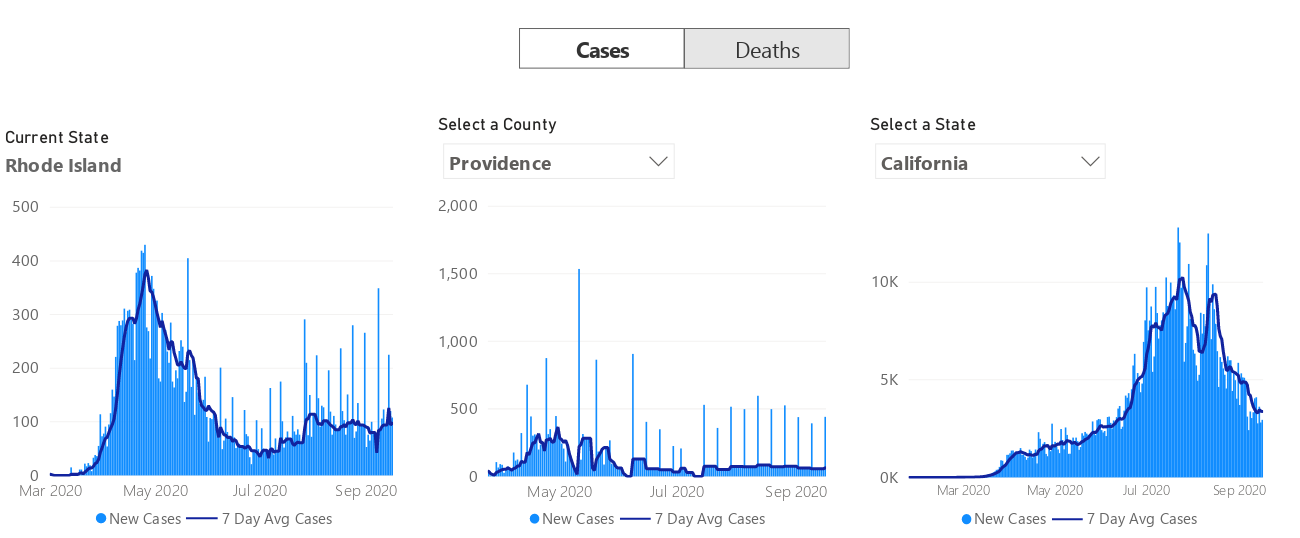 Cases Deaths
Current State
Rhode Island
500
400
300
200
100
0
Mar 2020 May 2020 Jul 2020 Sep 2020
New Cases 7 Day Avg Cases
Select a County
Providence
2,000
1,500
1,000
500
0
May 2020 Jul 2020 Sep 2020
New Cases 7 Day Avg Cases
Select a State
California
10K
5K
0K
Mar 2020 May 2020 Jul 2020 Sep 2020
New Cases 7 Day Avg Cases